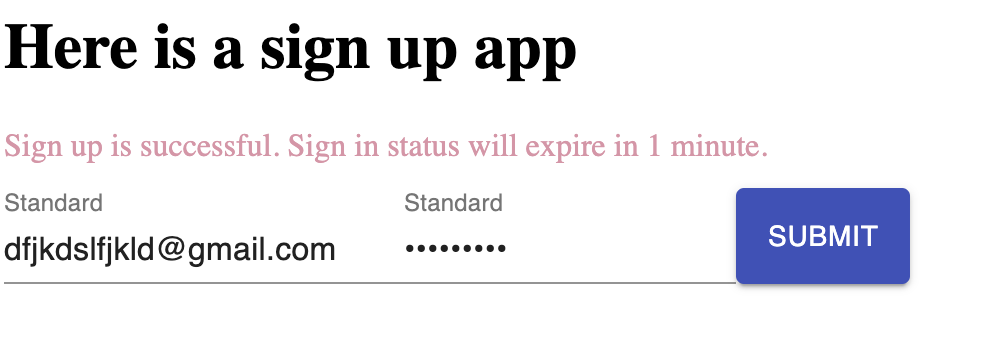 Here is a sign up app
Sign up is successful. Sign in status will expire in 1 minute.
Standard Standard
dfjkdslfjkld@gmail.com ••••••••• SUBMIT